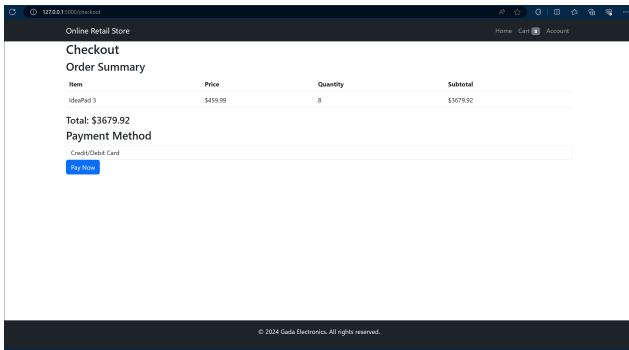 127.0.0.1:5000/checkout
Online Retail Store
Home Cart 8 Account
Checkout
Order Summary
Item Price Quantity Subtotal
IdeaPad 3 $459.99 8 $3679.92
Total: $3679.92
Payment Method
Credit/Debit Card
Pay Now
© 2024 Gada Electronics. All rights reserved.